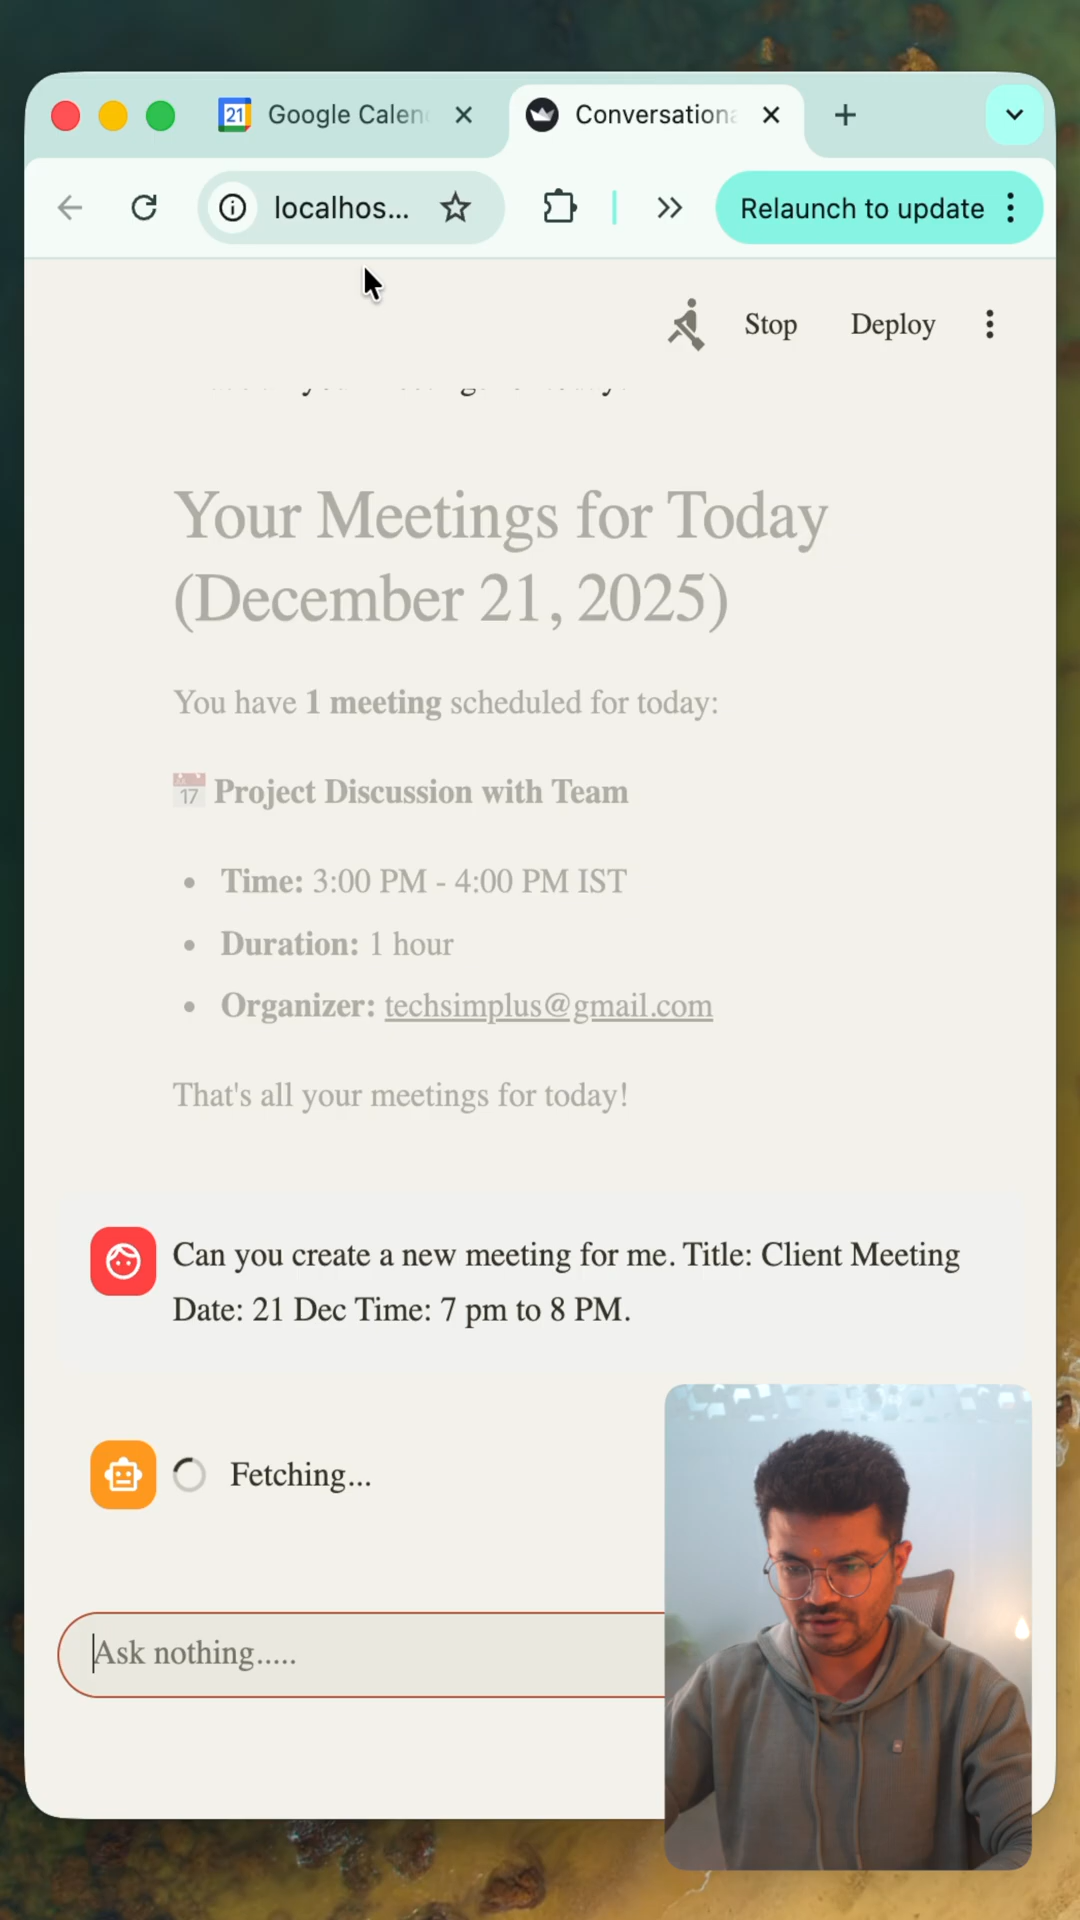 21 Google Calen
Conversationa
localhos...
Relaunch to update
Stop
Deploy
Your Meetings for Today
(December 21, 2025)
You have 1 meeting scheduled for today:
17 Project Discussion with Team
Time: 3:00 PM - 4:00 PM IST
Duration: 1 hour
Organizer: techsimplus@gmail.com
That's all your meetings for today!
Can you create a new meeting for me. Title: Client Meeting
Date: 21 Dec Time: 7 pm to 8 PM.
Fetching...
Ask nothing.....